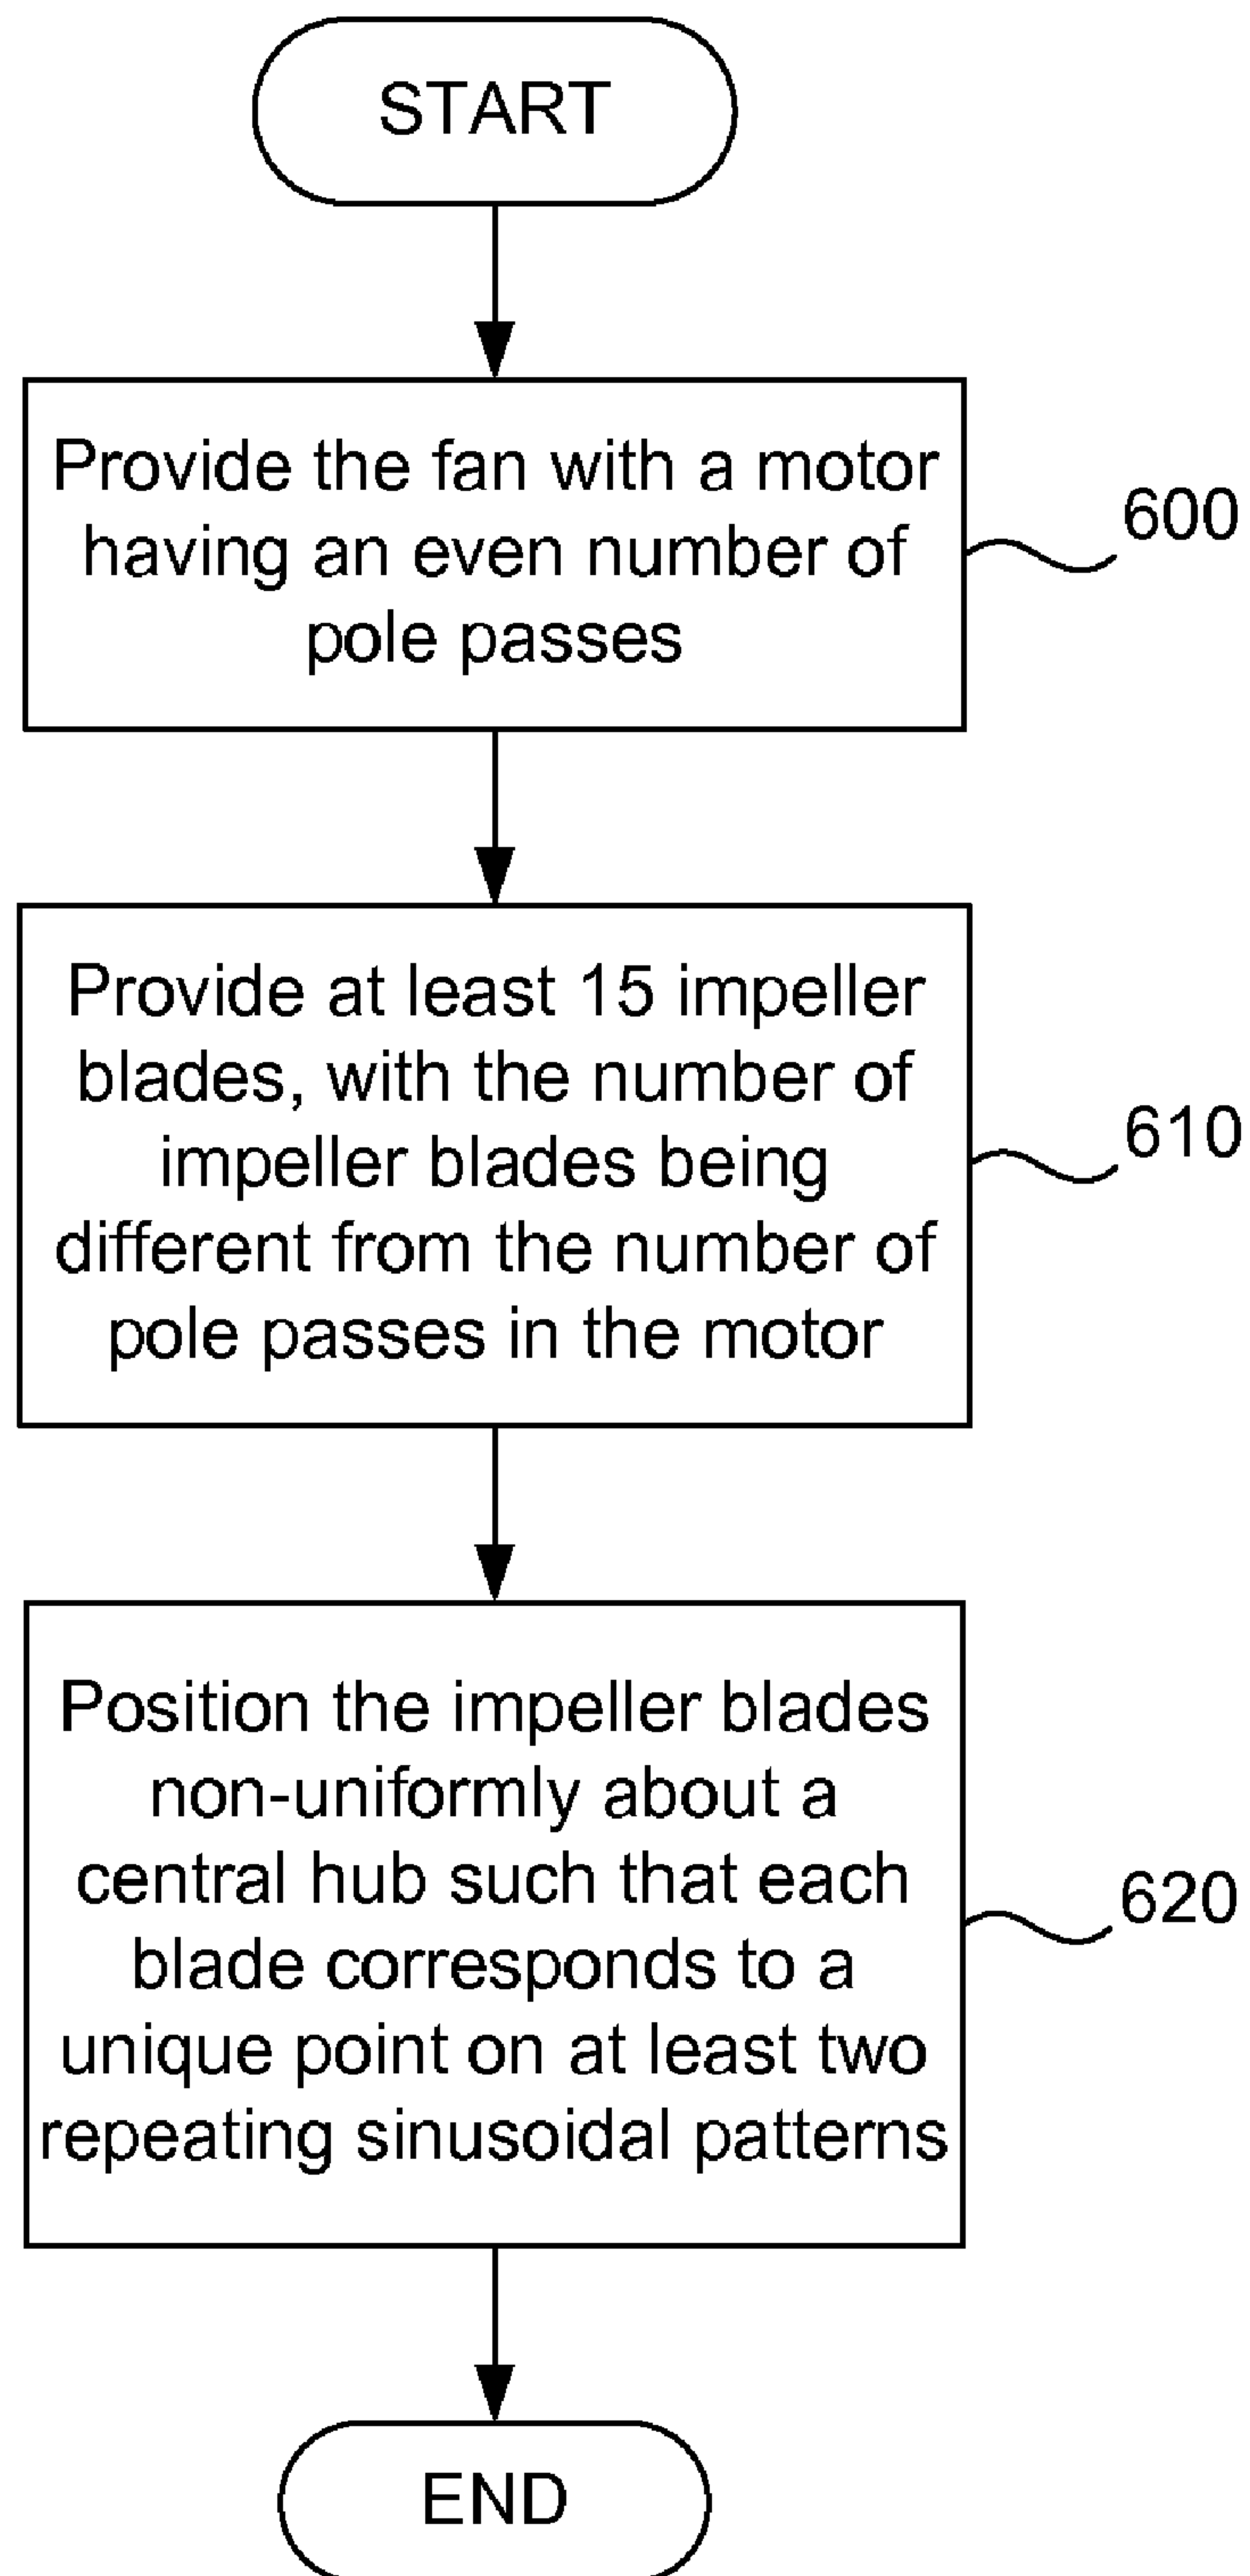 START
Provide the fan with a motor
having an even number of
pole passes
600
Provide at least 15 impeller
blades, with the number of
impeller blades being
different from the number of
pole passes in the motor
610
Position the impeller blades
non-uniformly about a
central hub such that each
blade corresponds to a
unique point on at least two
repeating sinusoidal patterns
620
END